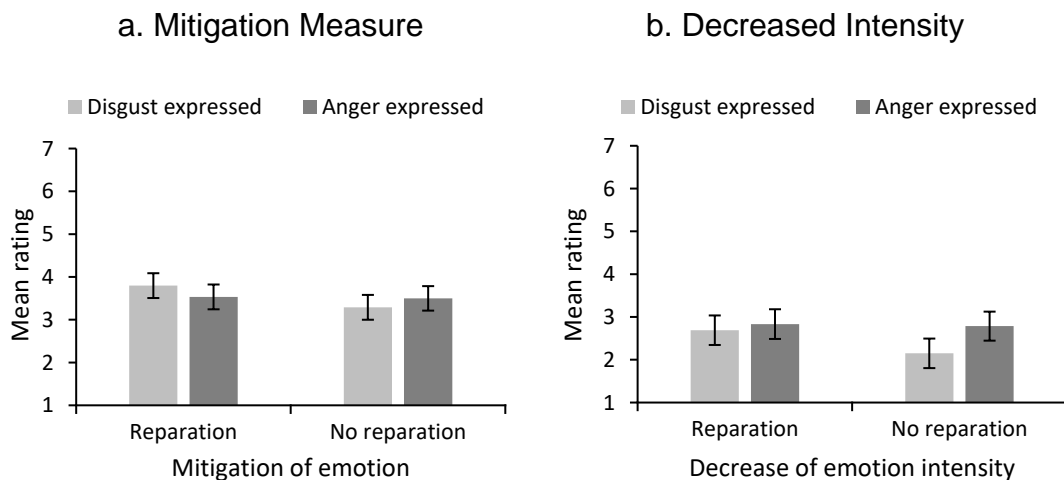 a. Mitigation Measure
Disgust expressed
Anger expressed
7
6
5
4
3
2
1
Mean rating
Reparation
No reparation
Mitigation of emotion
b. Decreased Intensity
Disgust expressed
Anger expressed
7
6
5
4
3
2
1
Mean rating
Reparation
No reparation
Decrease of emotion intensity